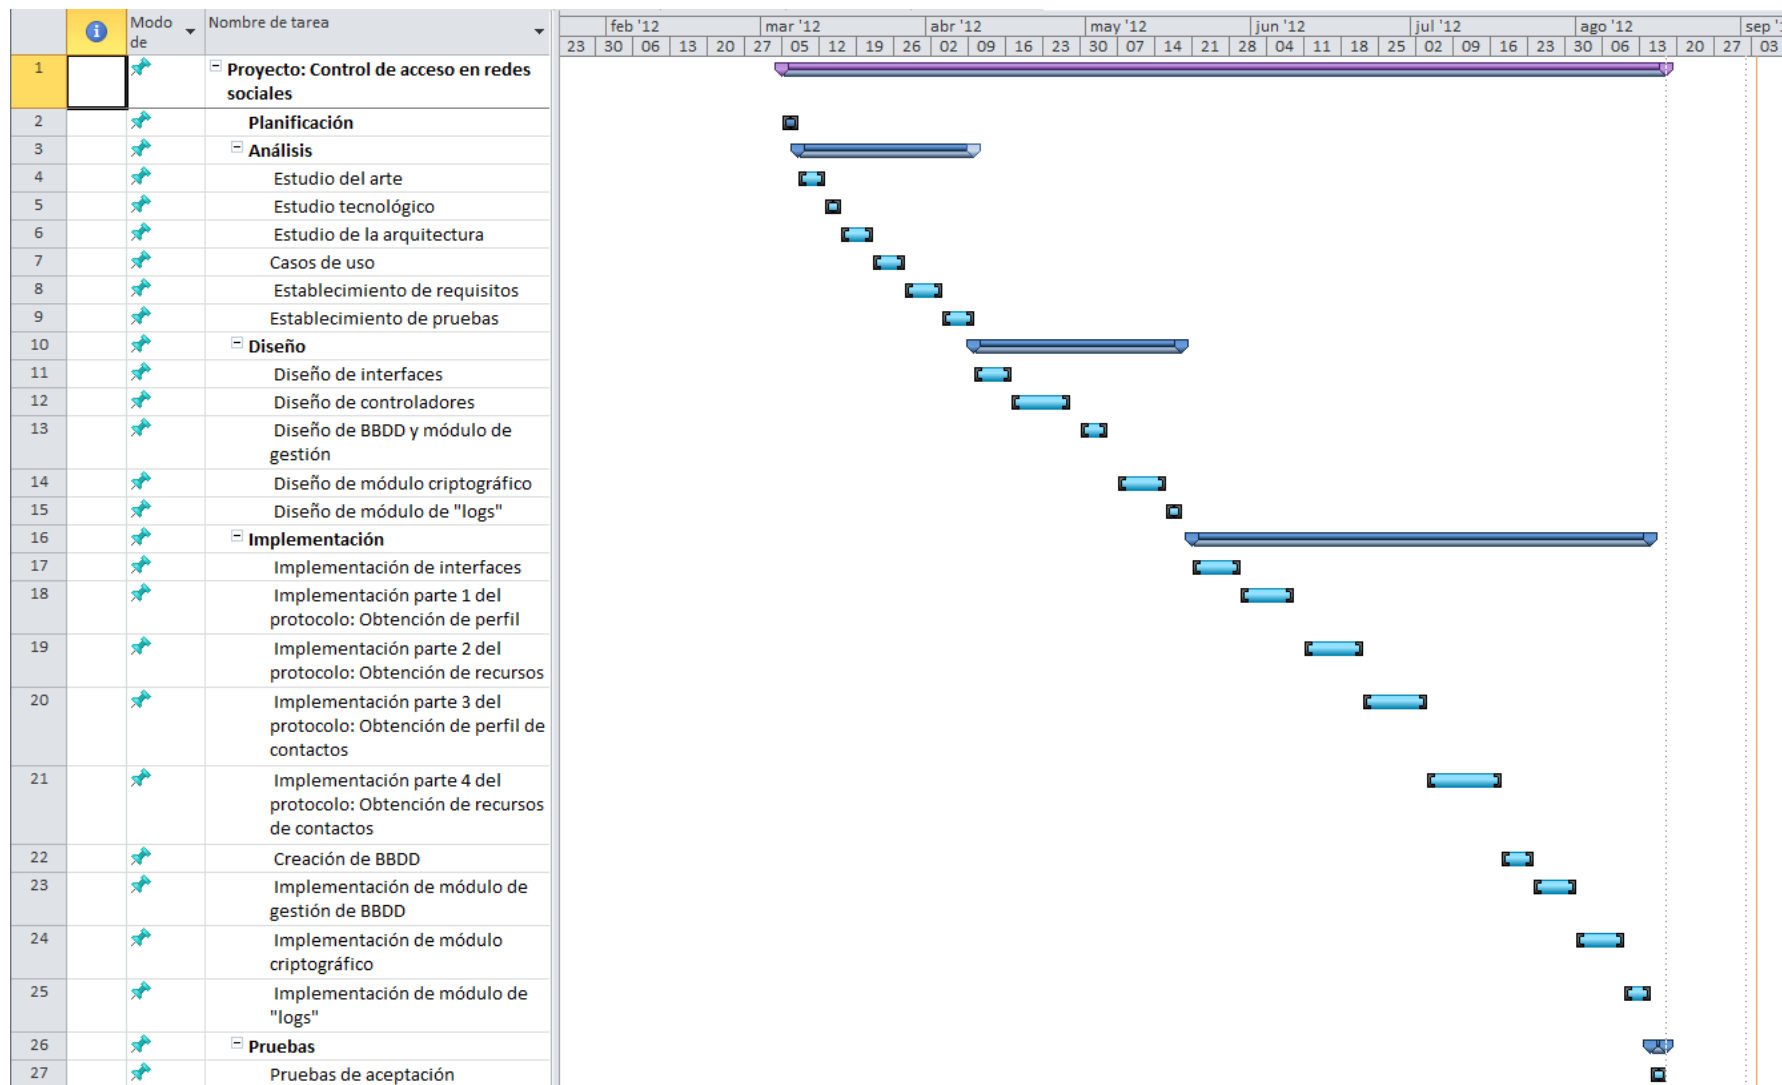 Modo de
Nombre de tarea
feb '12 mar '12 abr '12 may '12 jun '12 jul '12 ago '12
23 30 06 13 20 27 05 12 19 26 02 09 16 23 30 07 14 21 28 04 11 18 25 02 09 16 23 30 06 13 20 27 03
1 Proyecto: Control de acceso en redes
sociales
2 Planificación
3 Análisis
4 Estudio del arte
5 Estudio tecnológico
6 Estudio de la arquitectura
7 Casos de uso
8 Establecimiento de requisitos
9 Establecimiento de pruebas
10 Diseño
11 Diseño de interfaces
12 Diseño de controladores
13 Diseño de BBDD y módulo de
gestión
14 Diseño de módulo criptográfico
15 Diseño de módulo de "logs"
16 Implementación
17 Implementación de interfaces
18 Implementación parte 1 del
protocolo: Obtención de perfil
19 Implementación parte 2 del
protocolo: Obtención de recursos
20 Implementación parte 3 del
protocolo: Obtención de perfil de
contactos
21 Implementación parte 4 del
protocolo: Obtención de recursos
de contactos
22 Creación de BBDD
23 Implementación de módulo de
gestión de BBDD
24 Implementación de módulo
criptográfico
25 Implementación de módulo de
"logs"
26 Pruebas
27 Pruebas de aceptación